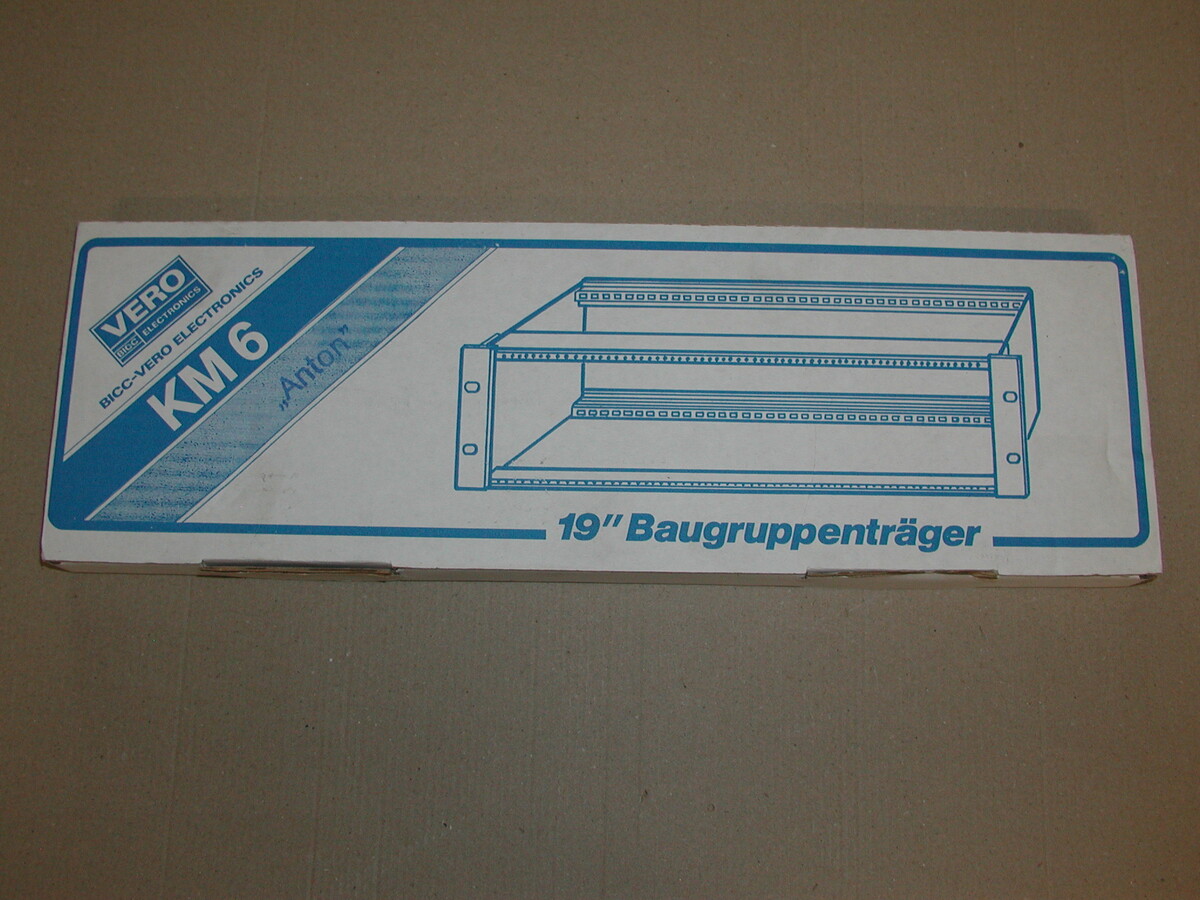 VERO
BICC ELECTRONICS
BICC-VERO ELECTRONICS
KM 6
„Anton”
19″ Baugruppenträger